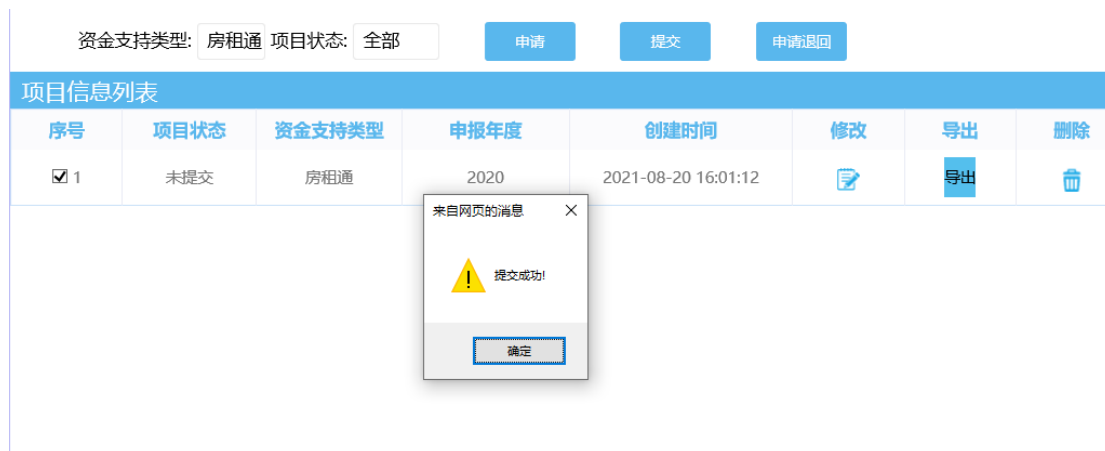 资金支持类型: 房租通 项目状态: 全部 申请 提交 申请退回
项目信息列表
序号 项目状态 资金支持类型 申报年度 创建时间 修改 导出 删除
1 未提交 房租通 2020 2021-08-20 16:01:12 导出
来自网页的消息
提交成功!
确定